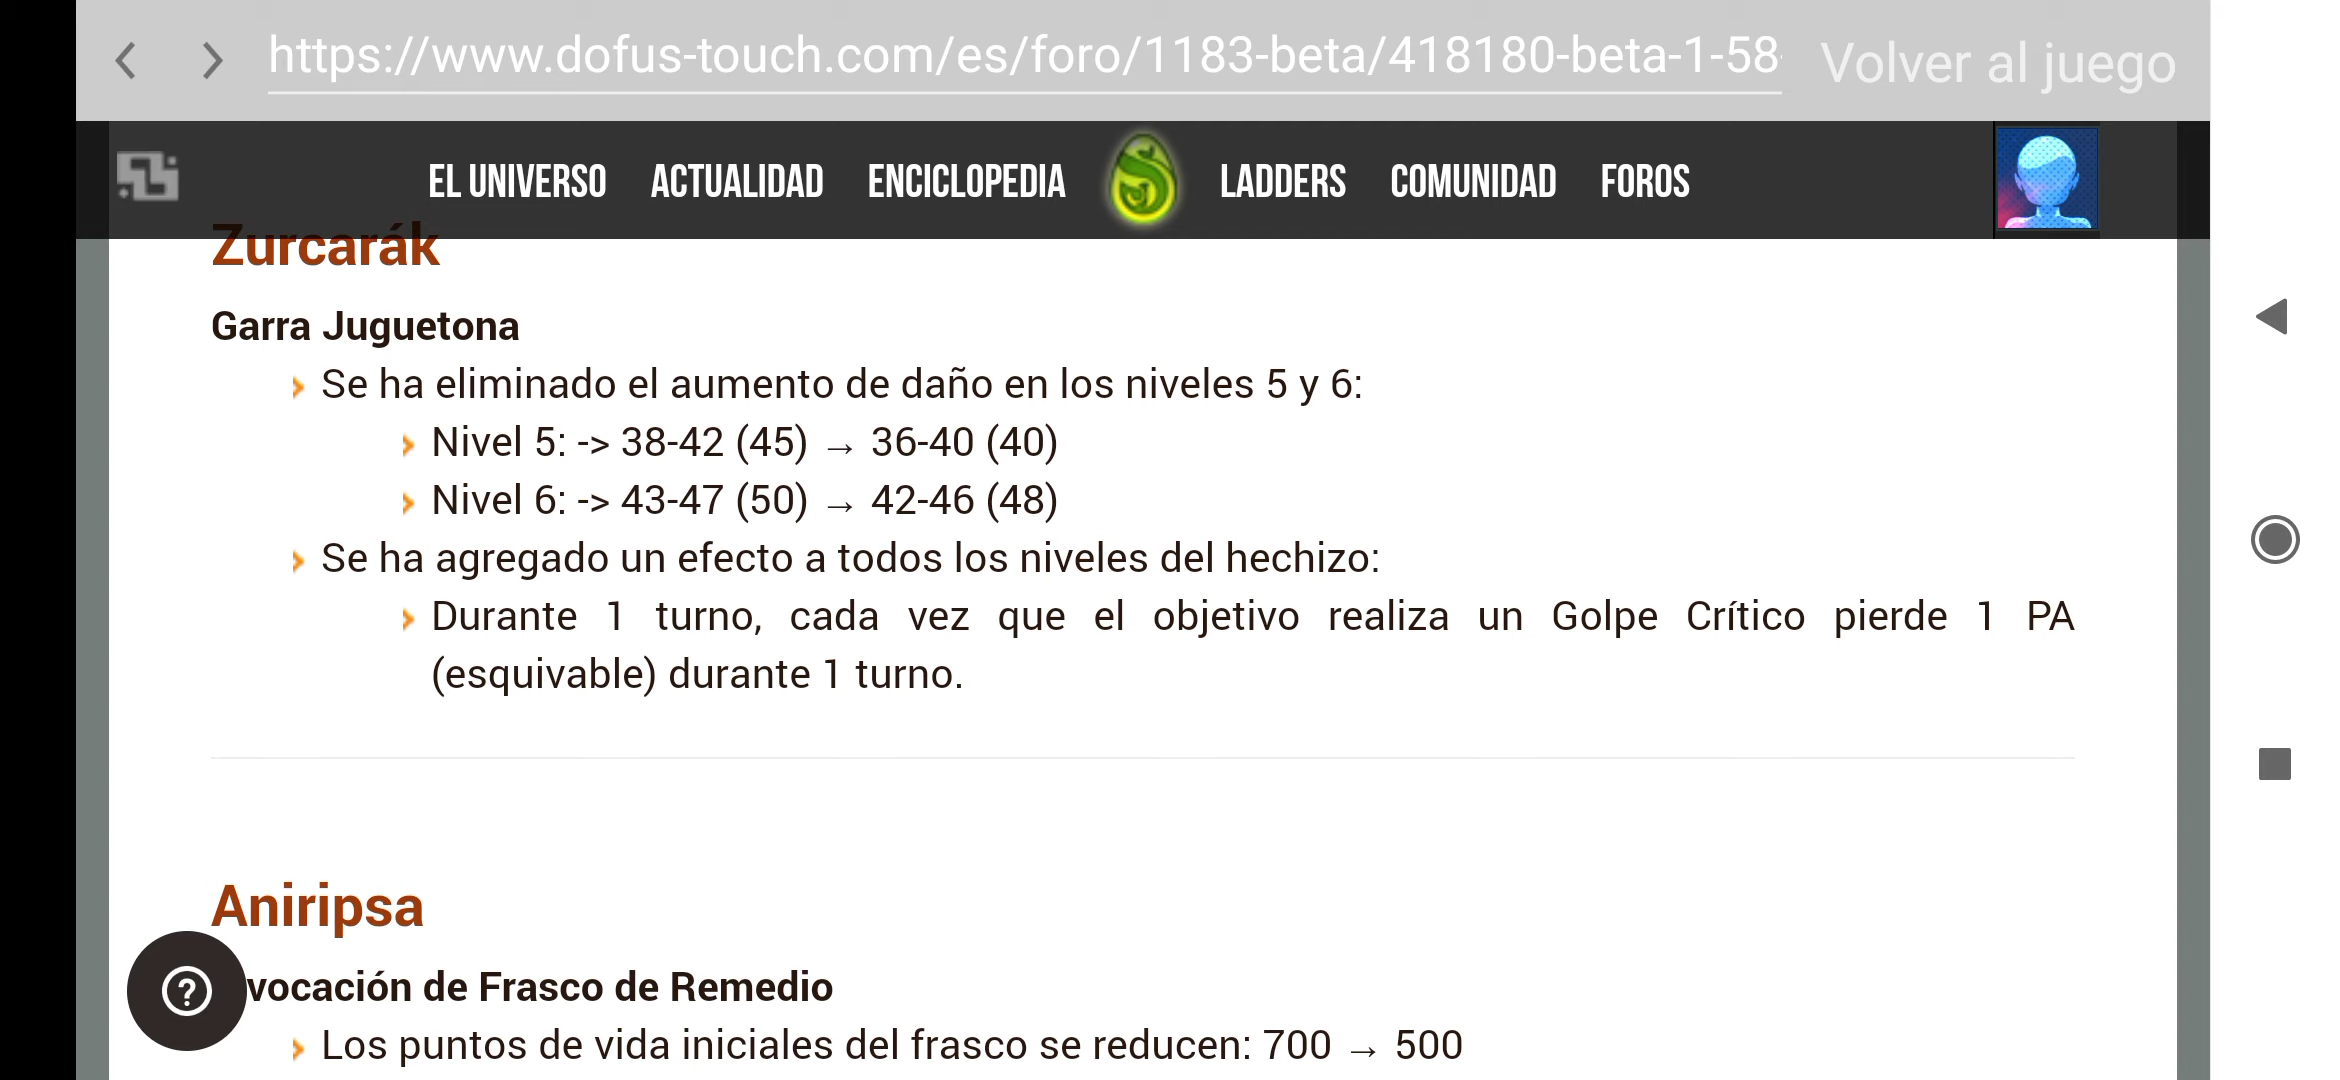 https://www.dofus-touch.com/es/foro/1183-beta/418180-beta-1-58
Volver al juego
EL UNIVERSO ACTUALIDAD ENCICLOPEDIA LADDERS COMUNIDAD FOROS
Zurcarák
Garra Juguetona
Se ha eliminado el aumento de daño en los niveles 5 y 6:
Nivel 5: -> 38-42 (45) → 36-40 (40)
Nivel 6: -> 43-47 (50) → 42-46 (48)
Se ha agregado un efecto a todos los niveles del hechizo:
Durante 1 turno, cada vez que el objetivo realiza un Golpe Crítico pierde 1 PA
(esquivable) durante 1 turno.
Aniripsa
vocación de Frasco de Remedio
Los puntos de vida iniciales del frasco se reducen: 700 → 500